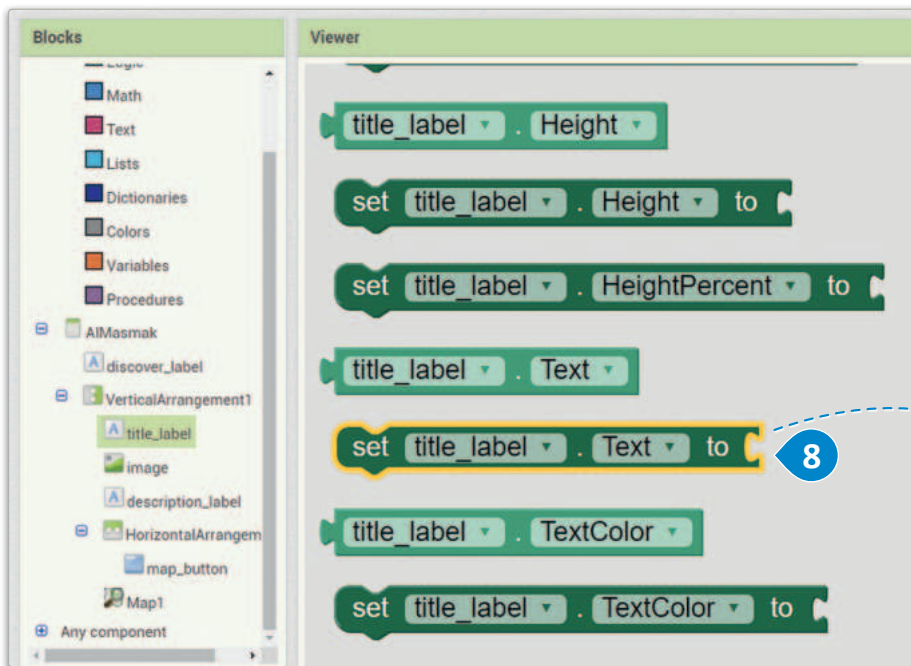 Blocks
Math
Text
Lists
Dictionaries
Colors
Variables
Procedures
AlMasmak
discover_label
VerticalArrangement1
title_label
image
description_label
HorizontalArrangem
map_button
Map1
Any component
Viewer
title_label . Height
set title_label . Height to
set title_label . HeightPercent to
title_label . Text
set title_label . Text to
8
title_label . TextColor
set title_label . TextColor to